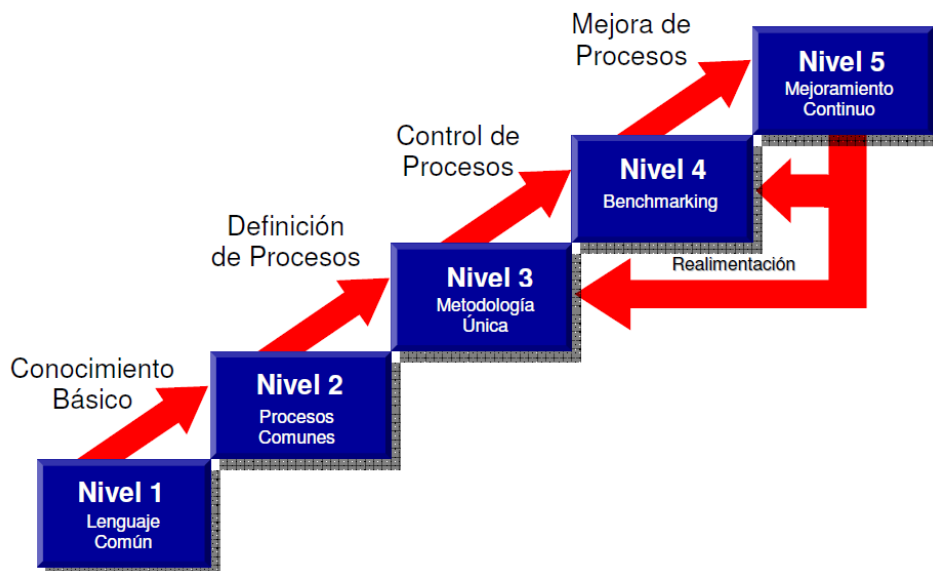 Mejora de
Procesos
Nivel 5
Mejoramiento
Continuo
Control de
Procesos
Nivel 4
Benchmarking
Definición
de Procesos
Nivel 3
Metodología
Única
Realimentación
Conocimiento
Básico
Nivel 2
Procesos
Comunes
Nivel 1
Lenguaje
Común